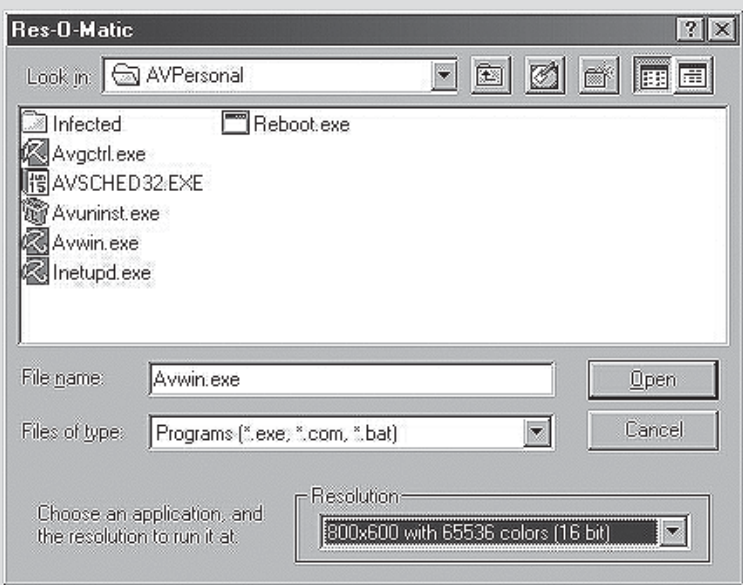 Res-O-Matic
Look in: AVPersonal
Infected
Avgctrl.exe
AVSCHED32.EXE
Avuninst.exe
Avwin.exe
Inetupd.exe
Reboot.exe
File name: Avwin.exe
Open
Files of type: Programs (*.exe, *.com, *.bat)
Cancel
Choose an application, and
the resolution to run it at.
Resolution
800x600 with 65536 colors (16 bit)